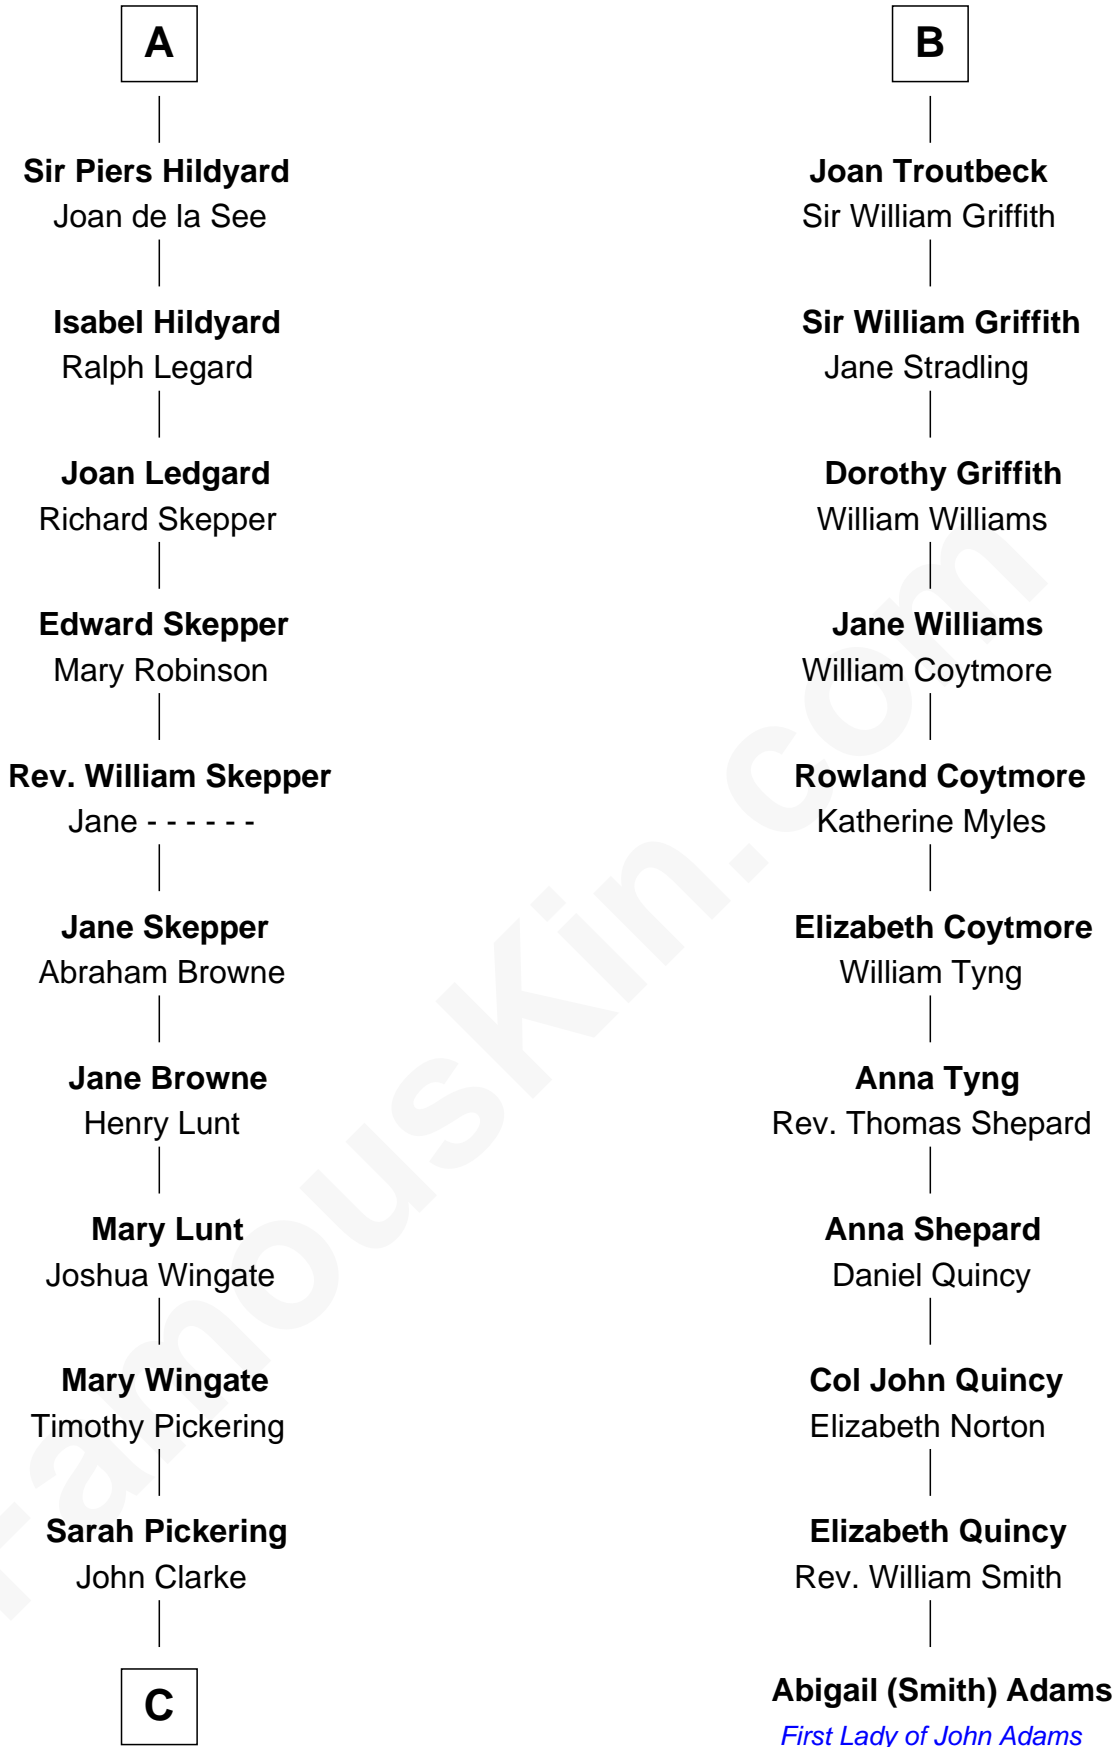 A
Sir Piers Hildyard
Joan de la See
Isabel Hildyard
Ralph Legard
Joan Ledgard
Richard Skepper
Edward Skepper
Mary Robinson
Rev. William Skepper
Jane - - - - - -
Jane Skepper
Abraham Browne
Jane Browne
Henry Lunt
Mary Lunt
Joshua Wingate
Mary Wingate
Timothy Pickering
Sarah Pickering
John Clarke
C
B
Joan Troutbeck
Sir William Griffith
Sir William Griffith
Jane Stradling
Dorothy Griffith
William Williams
Jane Williams
William Coytmore
Rowland Coytmore
Katherine Myles
Elizabeth Coytmore
William Tyng
Anna Tyng
Rev. Thomas Shepard
Anna Shepard
Daniel Quincy
Col John Quincy
Elizabeth Norton
Elizabeth Quincy
Rev. William Smith
Abigail (Smith) Adams
First Lady of John Adams
FamousKin.com